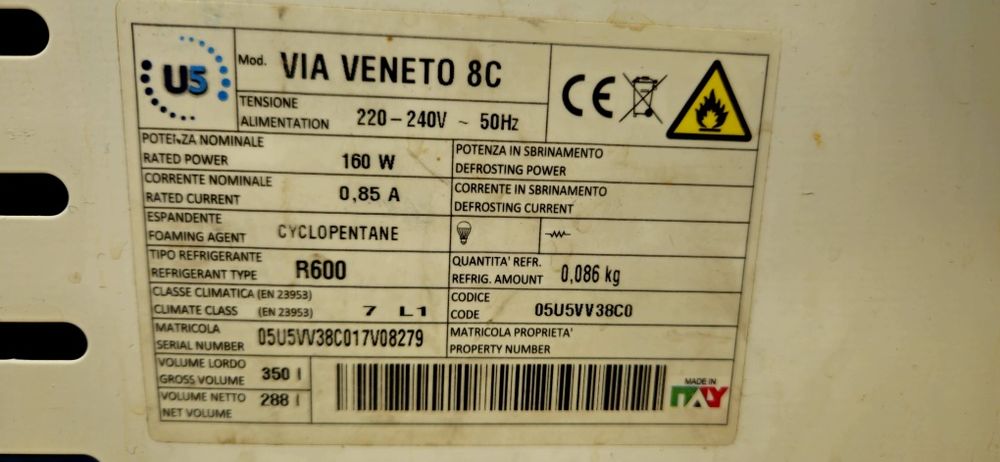 U5
Mod. VIA VENETO 8C
TENSIONE
ALIMENTATION 220-240V ~ 50Hz
CE
POTENZA NOMINALE
RATED POWER 160 W
POTENZA IN SBRINAMENTO
DEFROSTING POWER
CORRENTE NOMINALE
RATED CURRENT 0,85 A
CORRENTE IN SBRINAMENTO
DEFROSTING CURRENT
ESPANDENTE
FOAMING AGENT CYCLOPENTANE
TIPO REFRIGERANTE
REFRIGERANT TYPE R600
QUANTITA' REFR.
REFRIG. AMOUNT 0,086 kg
CLASSE CLIMATICA (EN 23953)
CLIMATE CLASS (EN 23953) 7 L1
CODICE
CODE 05U5VV38C0
MATRICOLA
SERIAL NUMBER 05U5VV38C017V08279
MATRICOLA PROPRIETA'
PROPERTY NUMBER
VOLUME LORDO
GROSS VOLUME 350 l
VOLUME NETTO
NET VOLUME 288 l
MADE IN
ITALY